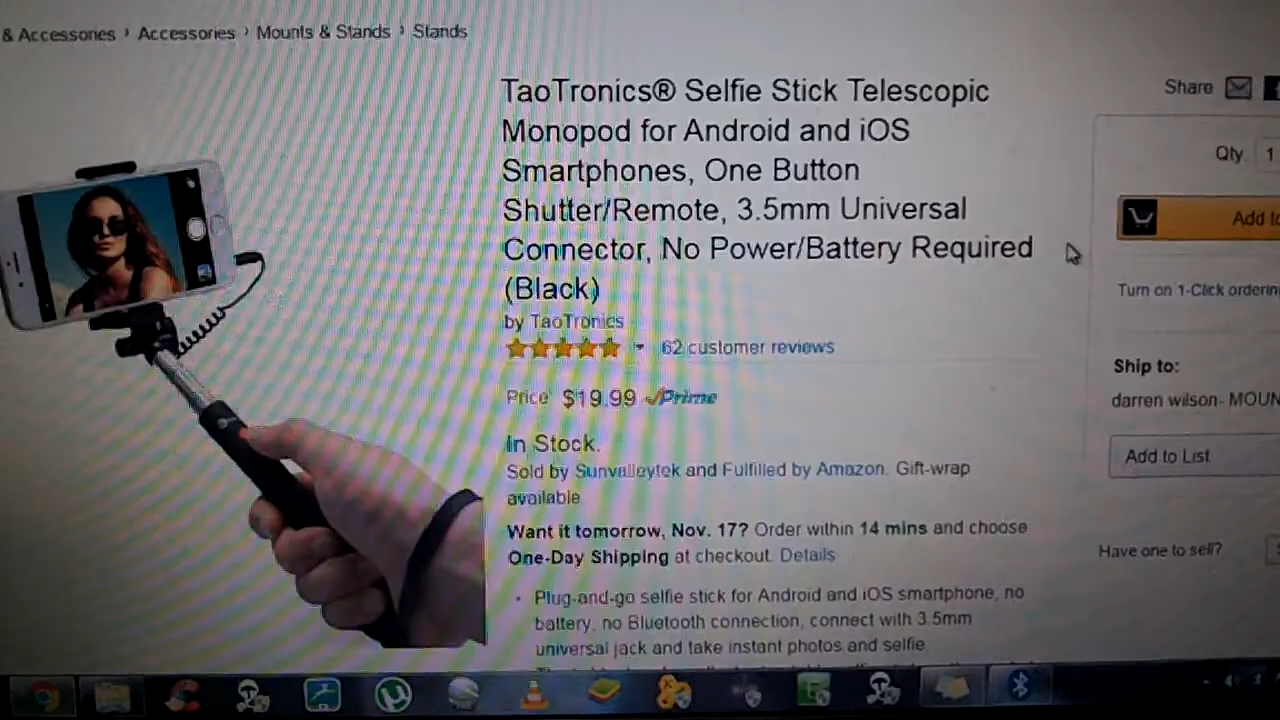 & Accessories › Accessories › Mounts & Stands › Stands
TaoTronics® Selfie Stick Telescopic
Monopod for Android and iOS
Smartphones, One Button
Shutter/Remote, 3.5mm Universal
Connector, No Power/Battery Required
(Black)
by TaoTronics
62 customer reviews
Price $19.99 Prime
In Stock.
Sold by Sunvalleytek and Fulfilled by Amazon. Gift-wrap
available
Want it tomorrow, Nov. 17? Order within 14 mins and choose
One-Day Shipping at checkout. Details
• Plug-and-go selfie stick for Android and iOS smartphone, no
battery, no Bluetooth connection, connect with 3.5mm
universal jack and take instant photos and selfie.
Share
Qty 1
Add to
Turn on 1-Click
Ship to:
darren wilson- MOUN
Add to List
Have one to sell?